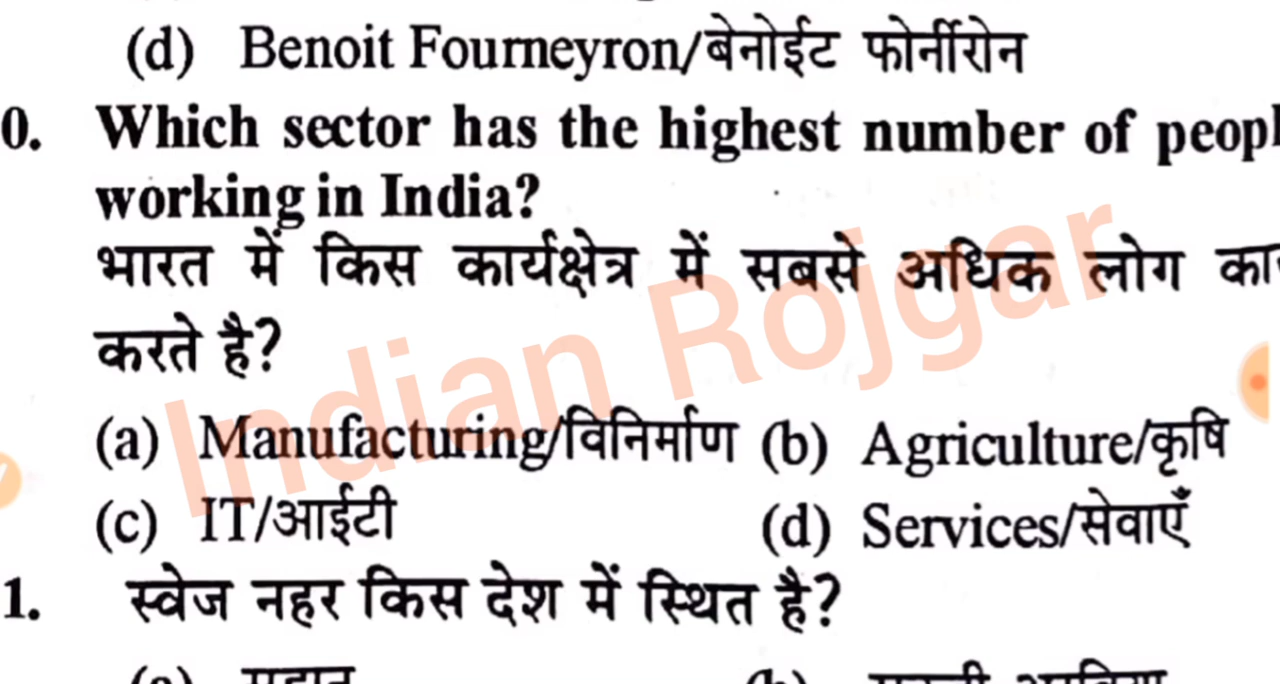 (d) Benoit Fourneyron/बेनोईट फोर्नीरोन
0. Which sector has the highest number of peopl
working in India?
भारत में किस कार्यक्षेत्र में सबसे अधिक लोग का
करते है?
(a) Manufacturing/विनिर्माण (b) Agriculture/कृषि
(c) IT/आईटी (d) Services/सेवाएँ
1. स्वेज नहर किस देश में स्थित है?
Indian Rojgar